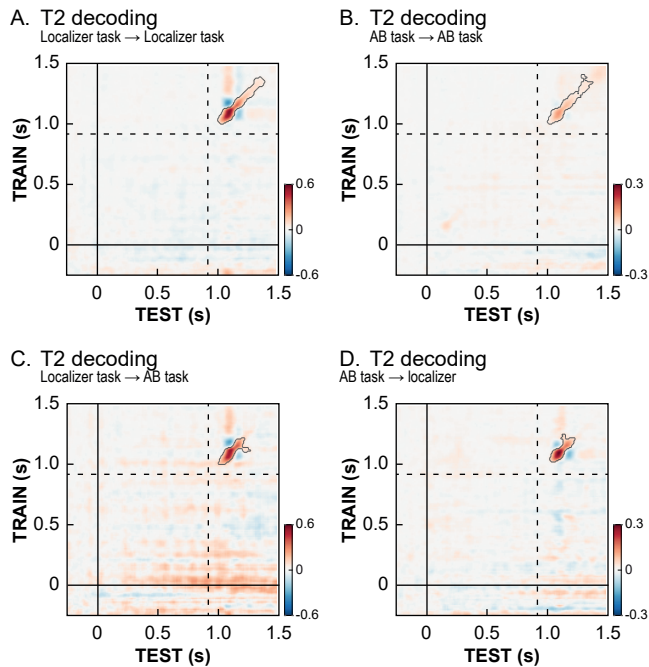 A. T2 decoding
Localizer task → Localizer task
1.5
1.0
0.5
0
TRAIN (s)
0.6
-0.6
0
0.5
1.0
1.5
TEST (s)
B. T2 decoding
AB task → AB task
1.5
1.0
0.5
0
TRAIN (s)
0.3
-0.3
0
0.5
1.0
1.5
TEST (s)
C. T2 decoding
Localizer task → AB task
1.5
1.0
0.5
0
TRAIN (s)
0.6
-0.6
0
0.5
1.0
1.5
TEST (s)
D. T2 decoding
AB task → localizer
1.5
1.0
0.5
0
TRAIN (s)
0.3
-0.3
0
0.5
1.0
1.5
TEST (s)